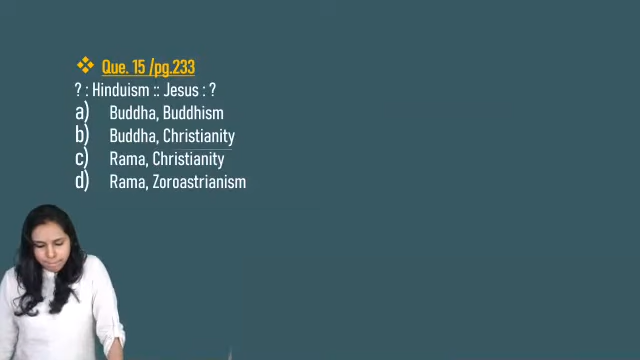 ❖ Que. 15 /pg.233
? : Hinduism :: Jesus : ?
a) Buddha, Buddhism
b) Buddha, Christianity
c) Rama, Christianity
d) Rama, Zoroastrianism